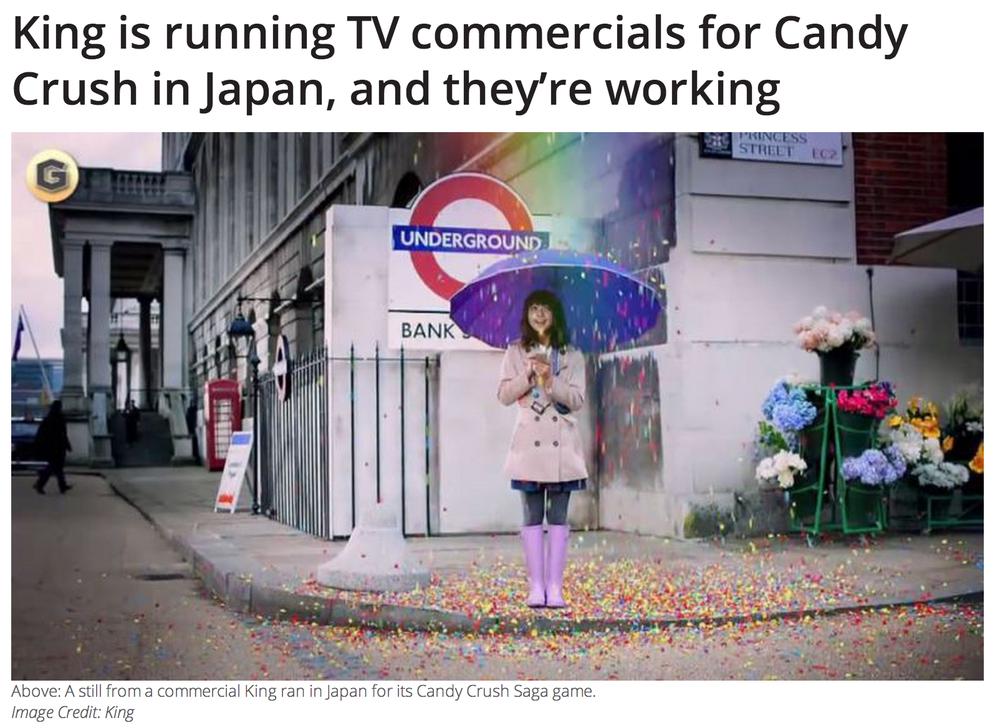 King is running TV commercials for Candy
Crush in Japan, and they’re working
G
PRINCESS
STREET EC2
UNDERGROUND
BANK S
Above: A still from a commercial King ran in Japan for its Candy Crush Saga game.
Image Credit: King